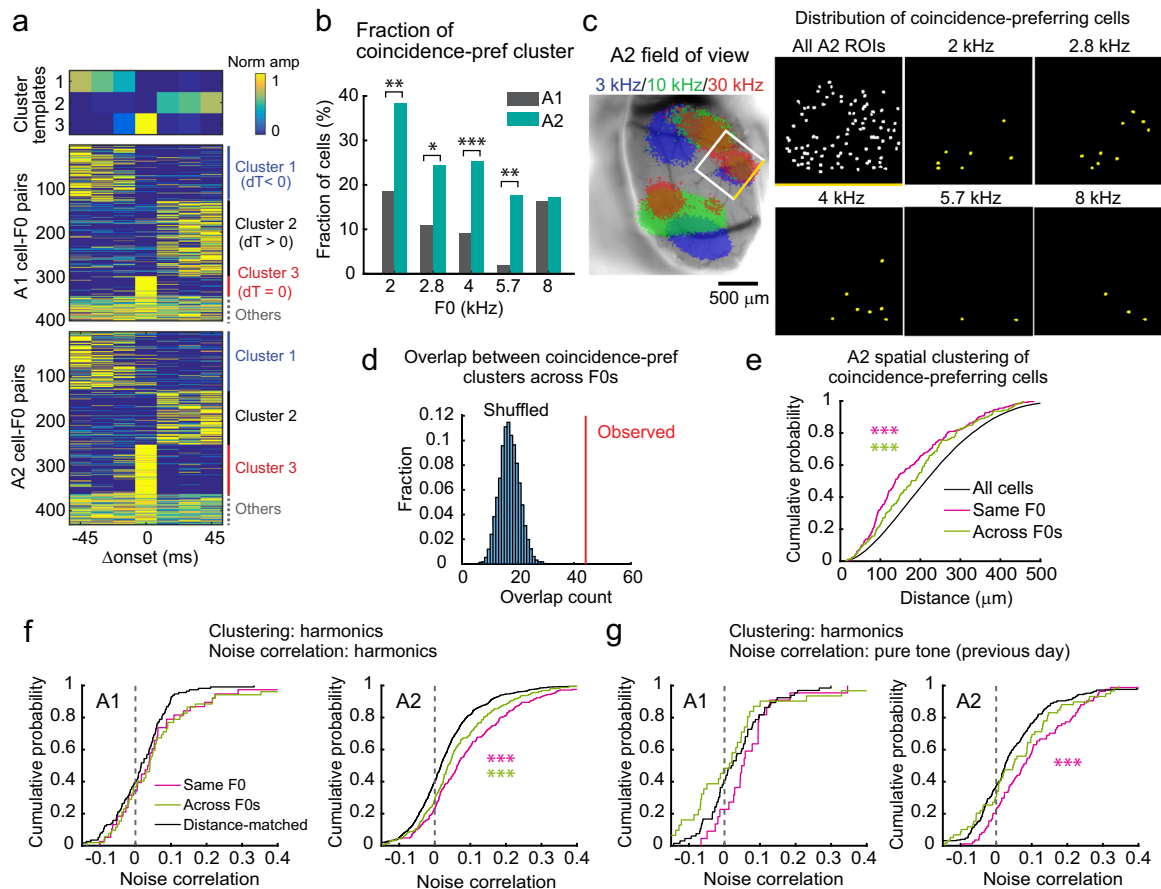 a
Norm amp
1
0
Cluster
templates
1
2
3
A1 cell-F0 pairs
100
200
300
400
Cluster 1
(dT< 0)
Cluster 2
(dT > 0)
Cluster 3
(dT = 0)
Others
A2 cell-F0 pairs
100
200
300
400
Cluster 1
Cluster 2
Cluster 3
Others
-45
0
45
Δonset (ms)
b
Fraction of
coincidence-pref cluster
Fraction of cells (%)
40
30
20
10
0
**
*
***
**
A1
A2
2
2.8
4
5.7
8
F0 (kHz)
c
A2 field of view
3 kHz/10 kHz/30 kHz
500 μm
Distribution of coincidence-preferring cells
All A2 ROIs
2 kHz
2.8 kHz
4 kHz
5.7 kHz
8 kHz
d
Overlap between coincidence-pref
clusters across F0s
Fraction
0.12
0.1
0.08
0.06
0.04
0.02
0
Shuffled
Observed
0
20
40
60
Overlap count
e
A2 spatial clustering of
coincidence-preferring cells
Cumulative probability
1
0.8
0.6
0.4
0.2
0
***
***
All cells
Same F0
Across F0s
0
100
200
300
400
500
Distance (μm)
f
Clustering: harmonics
Noise correlation: harmonics
Cumulative probability
1
0.8
0.6
0.4
0.2
0
A1
Same F0
Across F0s
Distance-matched
-0.1
0
0.1
0.2
0.3
0.4
Noise correlation
Cumulative probability
1
0.8
0.6
0.4
0.2
0
A2
***
***
-0.1
0
0.1
0.2
0.3
0.4
Noise correlation
g
Clustering: harmonics
Noise correlation: pure tone (previous day)
Cumulative probability
1
0.8
0.6
0.4
0.2
0
A1
-0.1
0
0.1
0.2
0.3
0.4
Noise correlation
Cumulative probability
1
0.8
0.6
0.4
0.2
0
A2
***
-0.1
0
0.1
0.2
0.3
0.4
Noise correlation